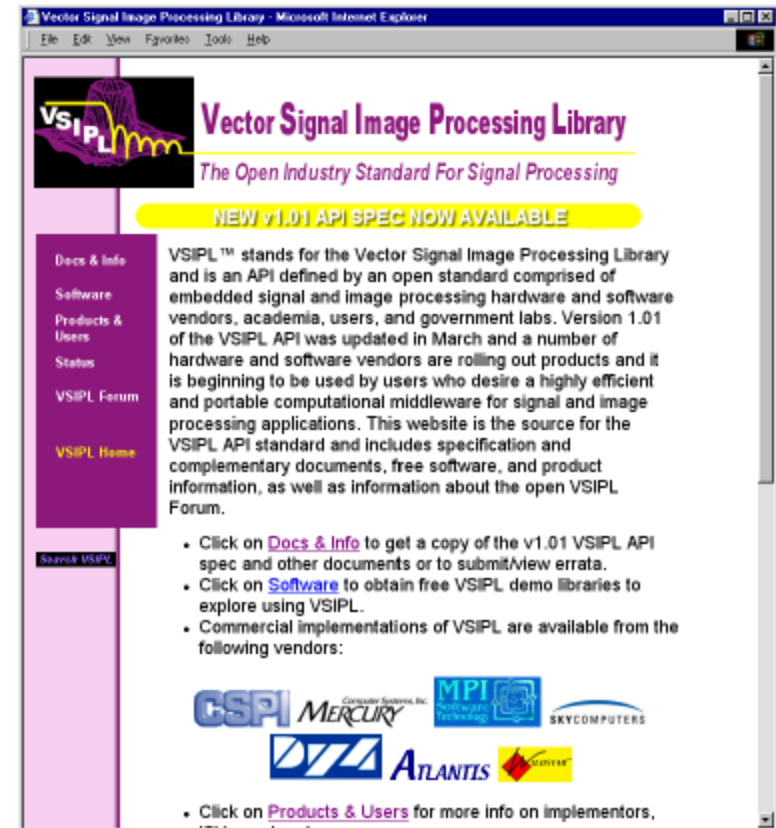 Vector Signal Image Processing Library - Microsoft Internet Explorer
File Edit View Favorites Tools Help
VSIPL
Vector Signal Image Processing Library
The Open Industry Standard For Signal Processing
NEW v1.01 API SPEC NOW AVAILABLE
Docs & Info
Software
Products &
Users
Status
VSIPL Forum
VSIPL Home
Search VSIPL
VSIPL™ stands for the Vector Signal Image Processing Library
and is an API defined by an open standard comprised of
embedded signal and image processing hardware and software
vendors, academia, users, and government labs. Version 1.01
of the VSIPL API was updated in March and a number of
hardware and software vendors are rolling out products and it
is beginning to be used by users who desire a highly efficient
and portable computational middleware for signal and image
processing applications. This website is the source for the
VSIPL API standard and includes specification and
complementary documents, free software, and product
information, as well as information about the open VSIPL
Forum.
• Click on Docs & Info to get a copy of the v1.01 VSIPL API
spec and other documents or to submit/view errata.
• Click on Software to obtain free VSIPL demo libraries to
explore using VSIPL.
• Commercial implementations of VSIPL are available from the
following vendors:
CSPI
Computer Systems, Inc.
MERCURY
MPI
Software
Technology
SKYCOMPUTERS
DY4
ATLANTIS
• Click on Products & Users for more info on implementors,